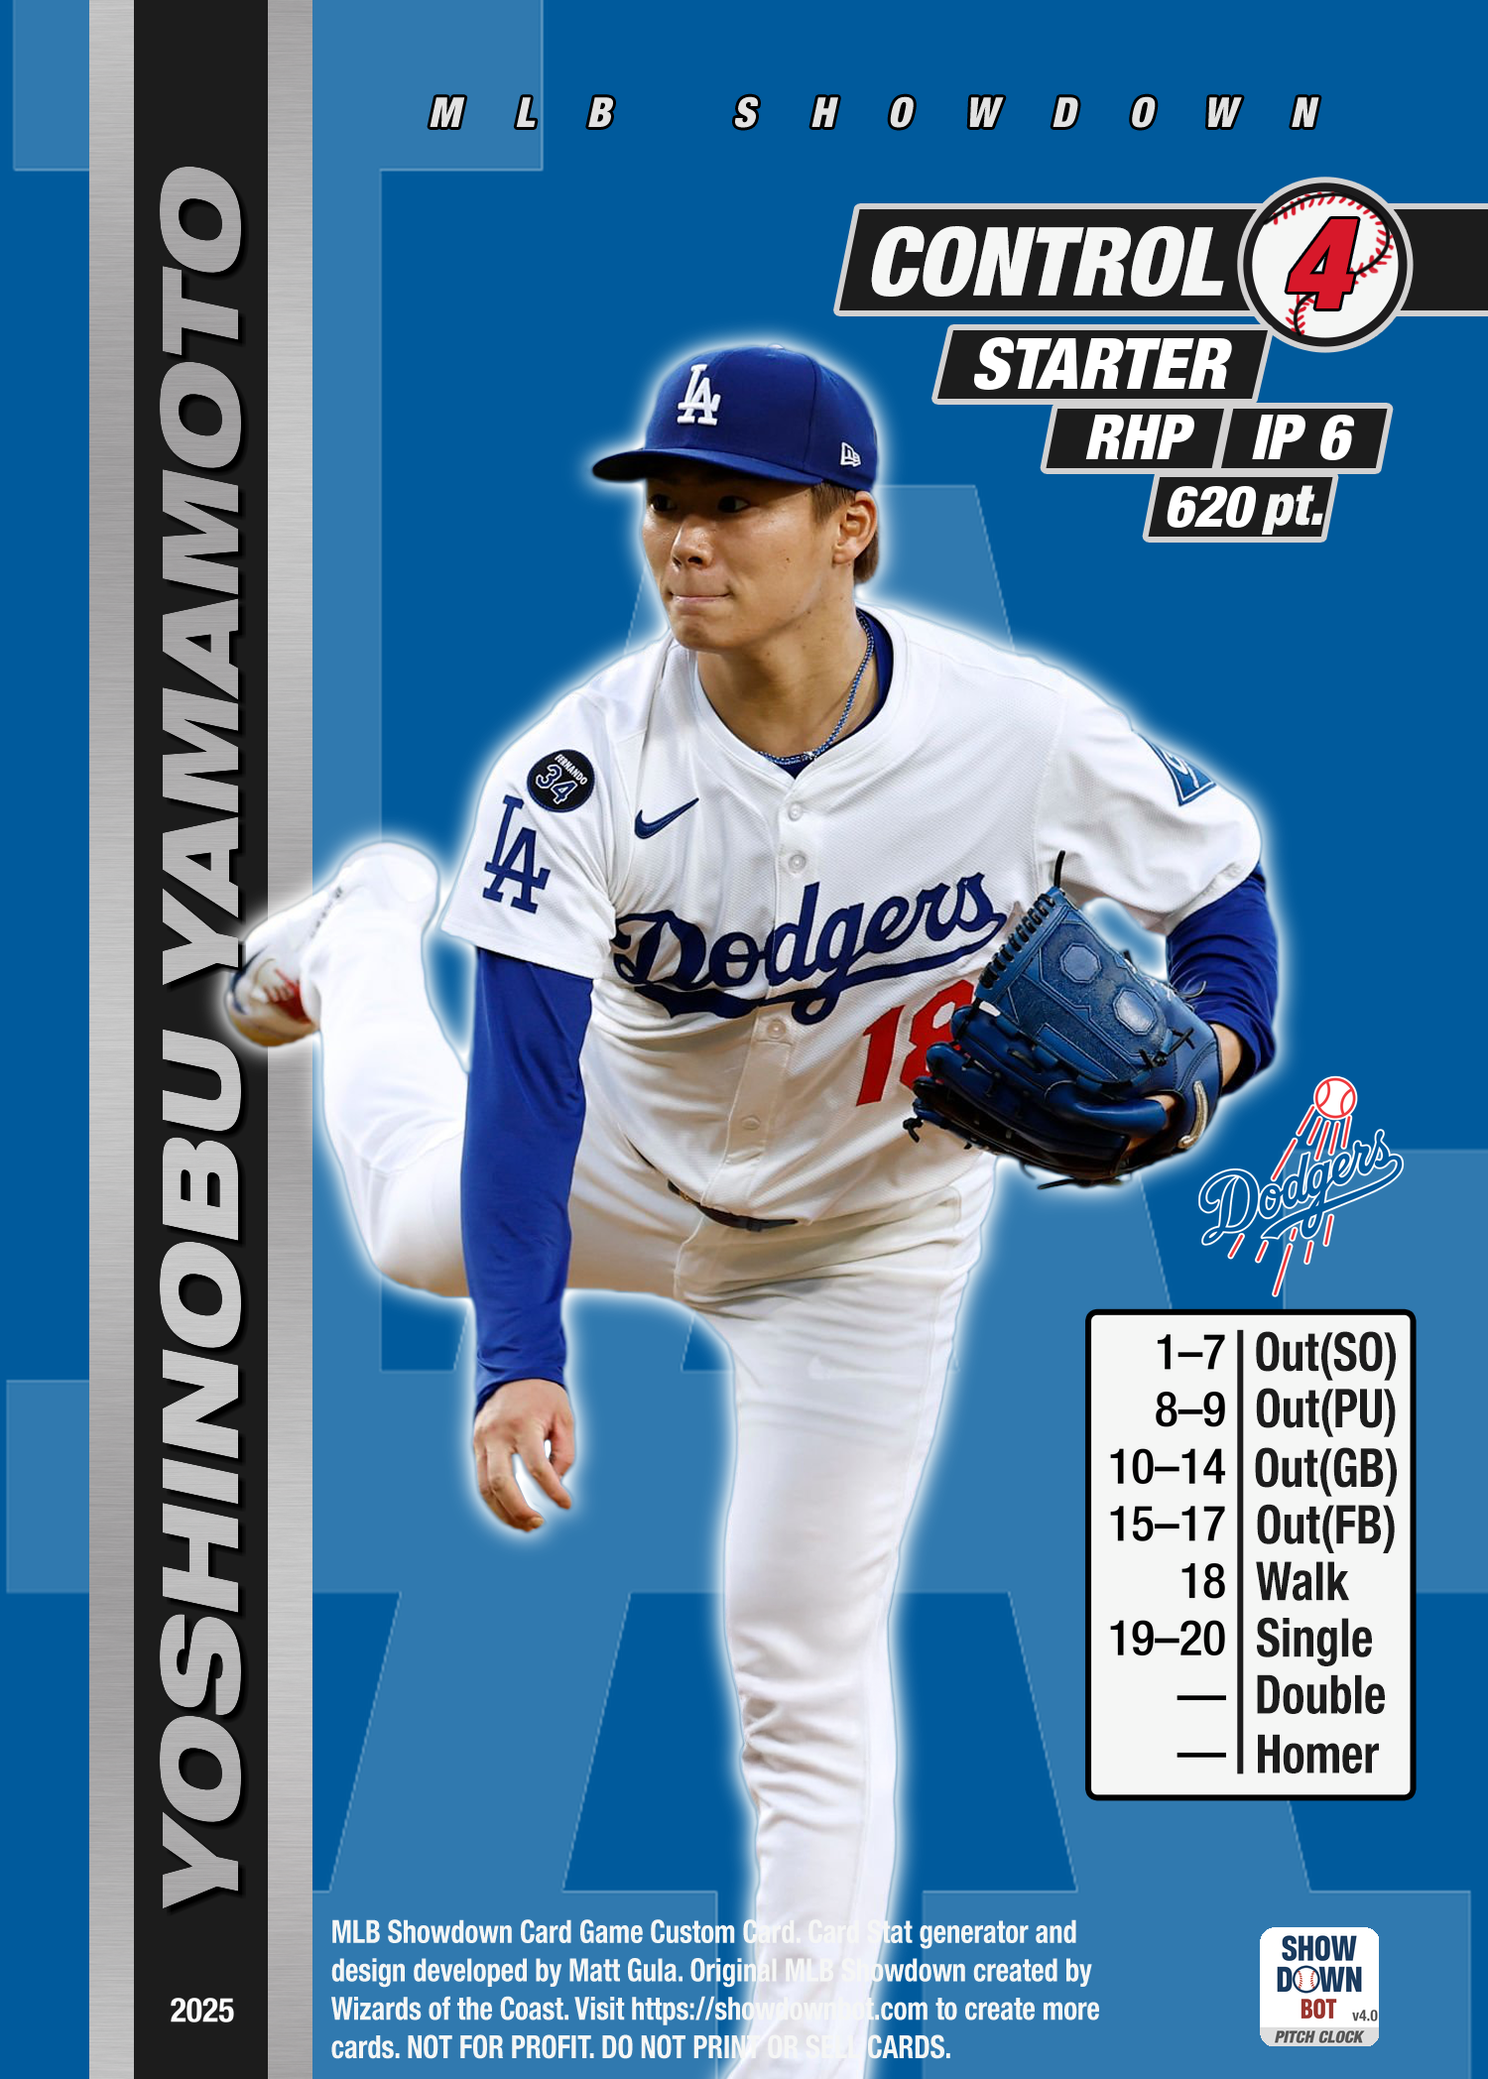 MLB SHOWDOWN
CONTROL 4
STARTER
RHP IP 6
620 pt.
YOSHINOBU YAMAMOTO
LA
FERNANDO
34
LA
Dodgers
18
Dodgers
1–7 Out(SO)
8–9 Out(PU)
10–14 Out(GB)
15–17 Out(FB)
18 Walk
19–20 Single
— Double
— Homer
MLB Showdown Card Game Custom Card. Card Stat generator and
design developed by Matt Gula. Original MLB Showdown created by
Wizards of the Coast. Visit https://showdownbot.com to create more
cards. NOT FOR PROFIT. DO NOT PRINT OR SELL CARDS.
2025
SHOW
DOWN
BOT v4.0
PITCH CLOCK